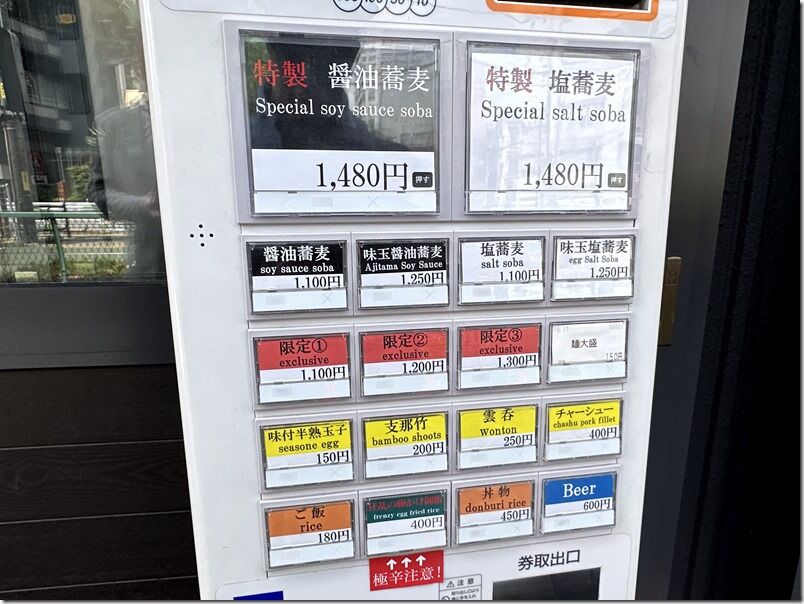 特製 醤油蕎麦
Special soy sauce soba
1,480円 押す
特製 塩蕎麦
Special salt soba
1,480円 押す
醤油蕎麦
soy sauce soba
1,100円
味玉醤油蕎麦
Ajitama Soy Sauce
1,250円
塩蕎麦
salt soba
1,100円
味玉塩蕎麦
egg Salt Soba
1,250円
限定①
exclusive
1,100円
限定②
exclusive
1,200円
限定③
exclusive
1,300円
麺大盛
150円
味付半熟玉子
seasone egg
150円
支那竹
bamboo shoots
200円
雲呑
wonton
250円
チャーシュー
chashu pork fillet
400円
ご飯
rice
180円
狂乱の卵かけ御飯
frenzy egg fried rice
400円
丼物
donburi rice
450円
Beer
600円
極辛注意!
券取出口
注意